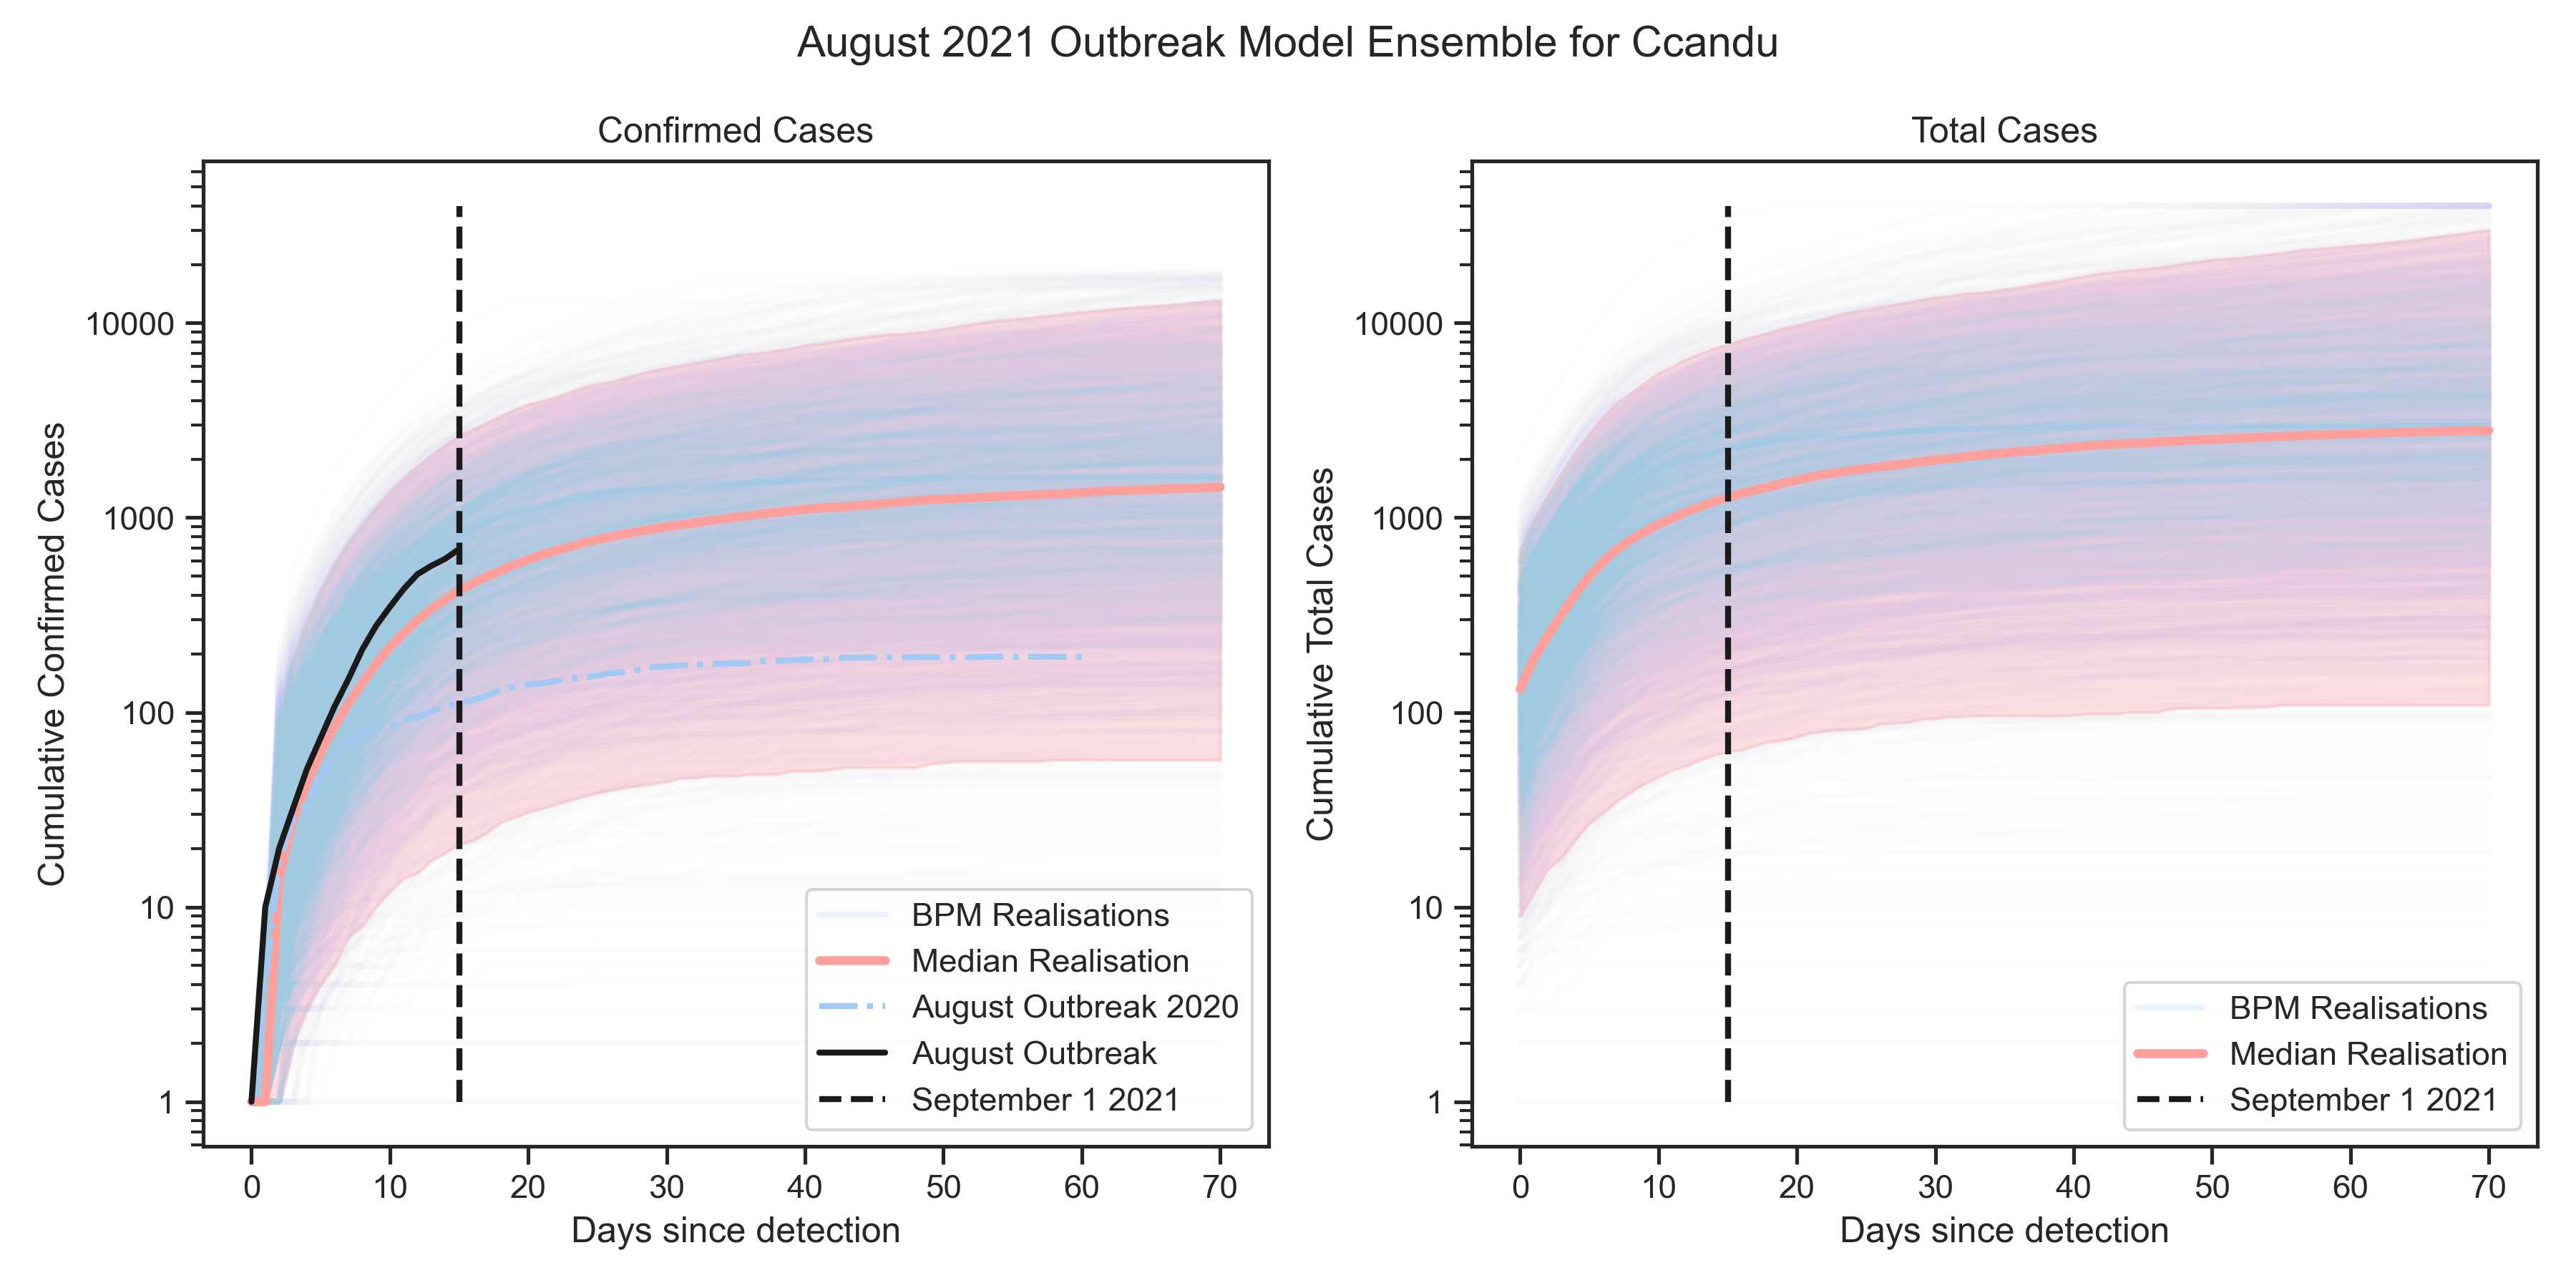 August 2021 Outbreak Model Ensemble for Ccandu
Confirmed Cases
Cumulative Confirmed Cases
10000
1000
100
10
1
0 10 20 30 40 50 60 70
Days since detection
BPM Realisations
Median Realisation
August Outbreak 2020
August Outbreak
September 1 2021
Total Cases
Cumulative Total Cases
10000
1000
100
10
1
0 10 20 30 40 50 60 70
Days since detection
BPM Realisations
Median Realisation
September 1 2021